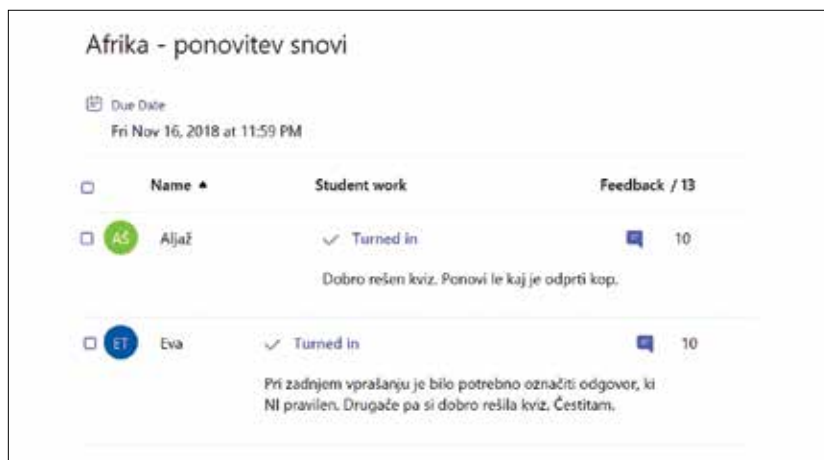 Afrika - ponovitev snovi
Due Date
Fri Nov 16, 2018 at 11:59 PM
Name ▲ Student work Feedback / 13
AŠ Aljaž ✓ Turned in 10
Dobro rešen kviz. Ponovi le kaj je odprti kop.
ET Eva ✓ Turned in 10
Pri zadnjem vprašanju je bilo potrebno označiti odgovor, ki
NI pravilen. Drugače pa si dobro rešila kviz. Čestitam.